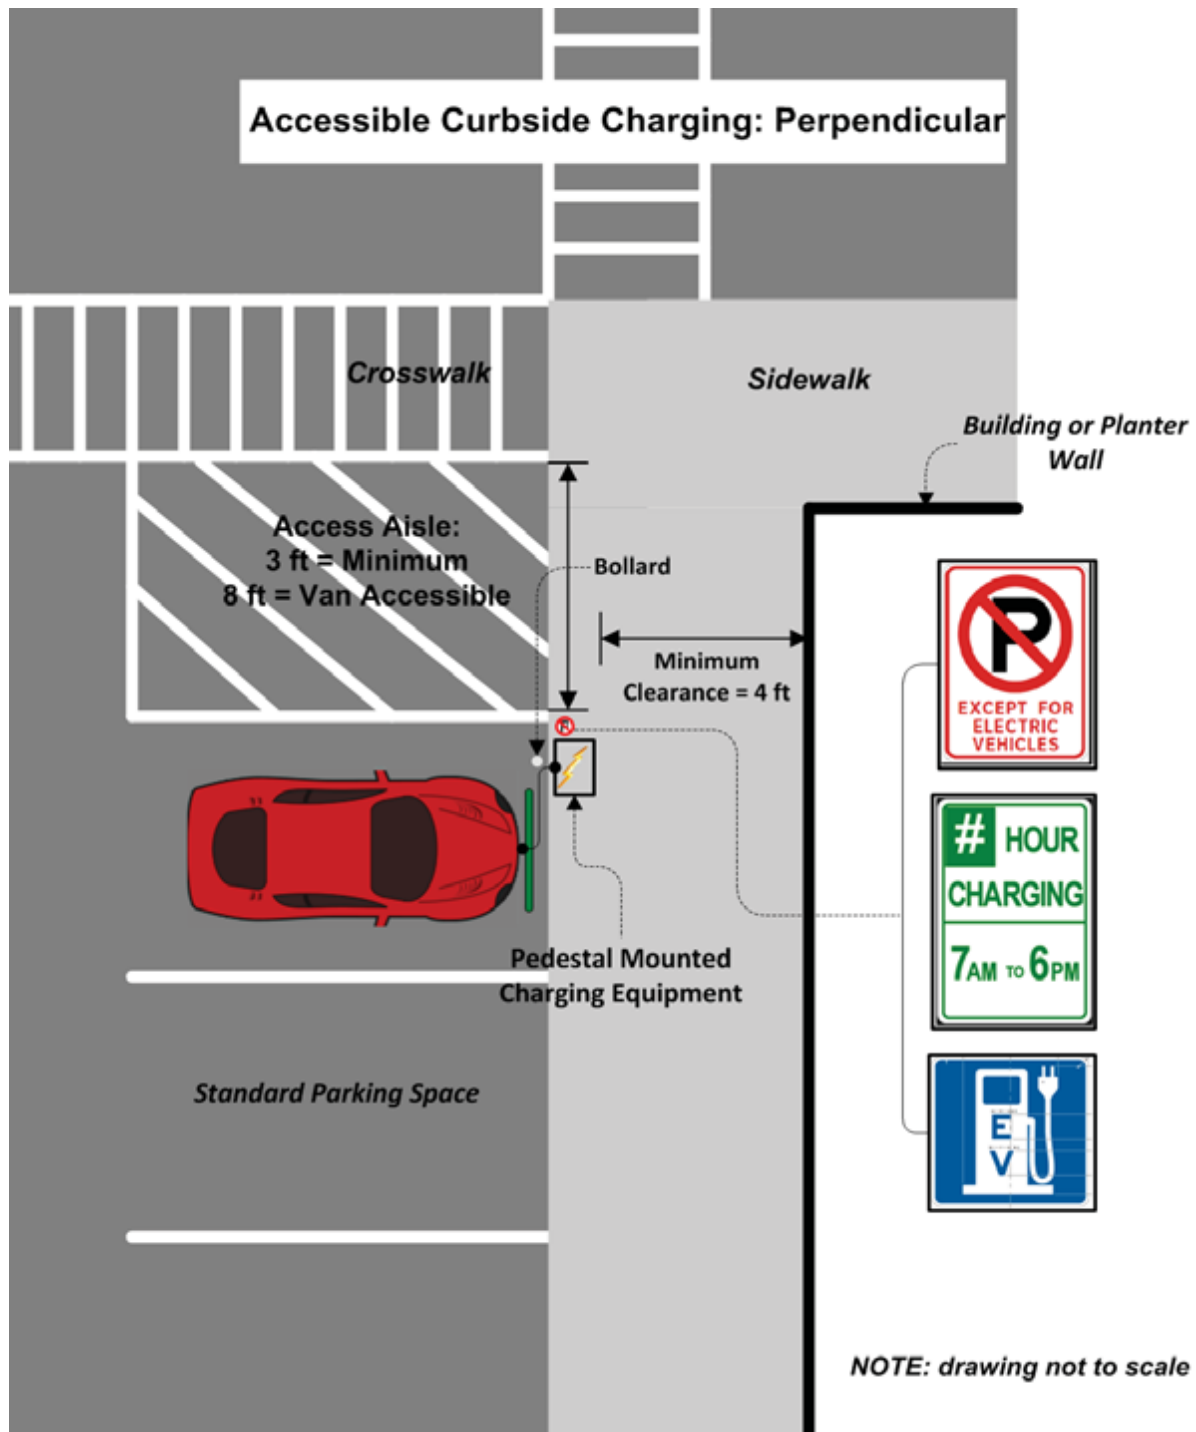 Accessible Curbside Charging: Perpendicular
Crosswalk
Sidewalk
Building or Planter
Wall
Access Aisle:
3 ft = Minimum
8 ft = Van Accessible
Bollard
Minimum
Clearance = 4 ft
P
EXCEPT FOR
ELECTRIC
VEHICLES
# HOUR
CHARGING
7AM TO 6PM
Pedestal Mounted
Charging Equipment
Standard Parking Space
E
V
NOTE: drawing not to scale